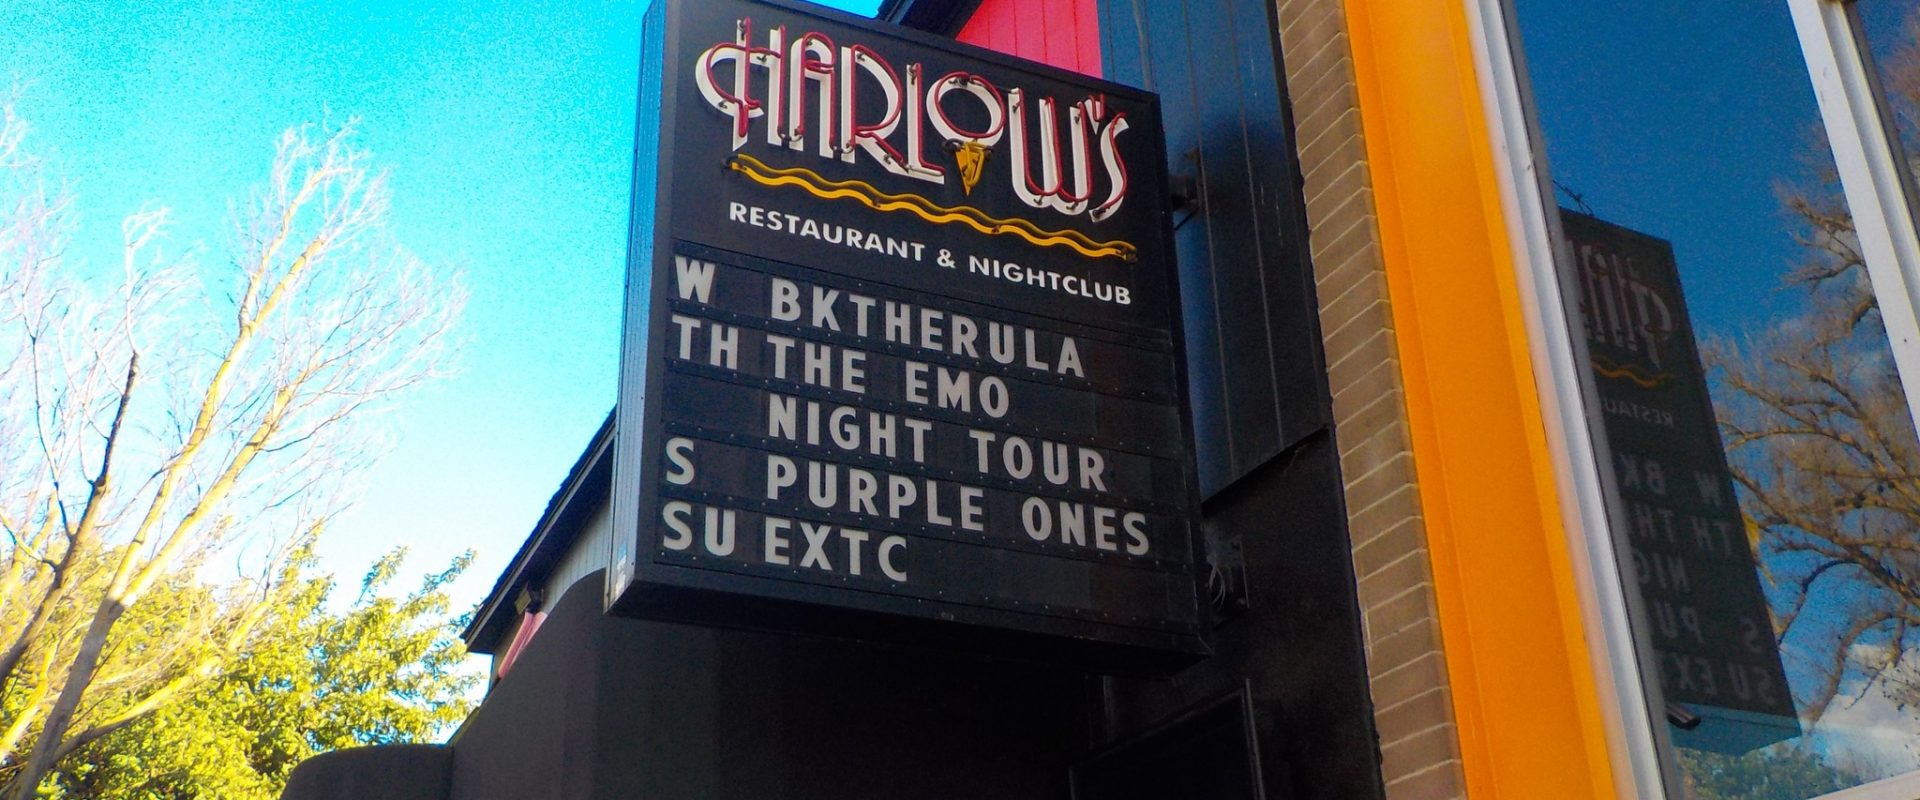 HARLOW'S
RESTAURANT & NIGHTCLUB
W BKTHERULA
TH THE EMO
NIGHT TOUR
S PURPLE ONES
SU EXTC